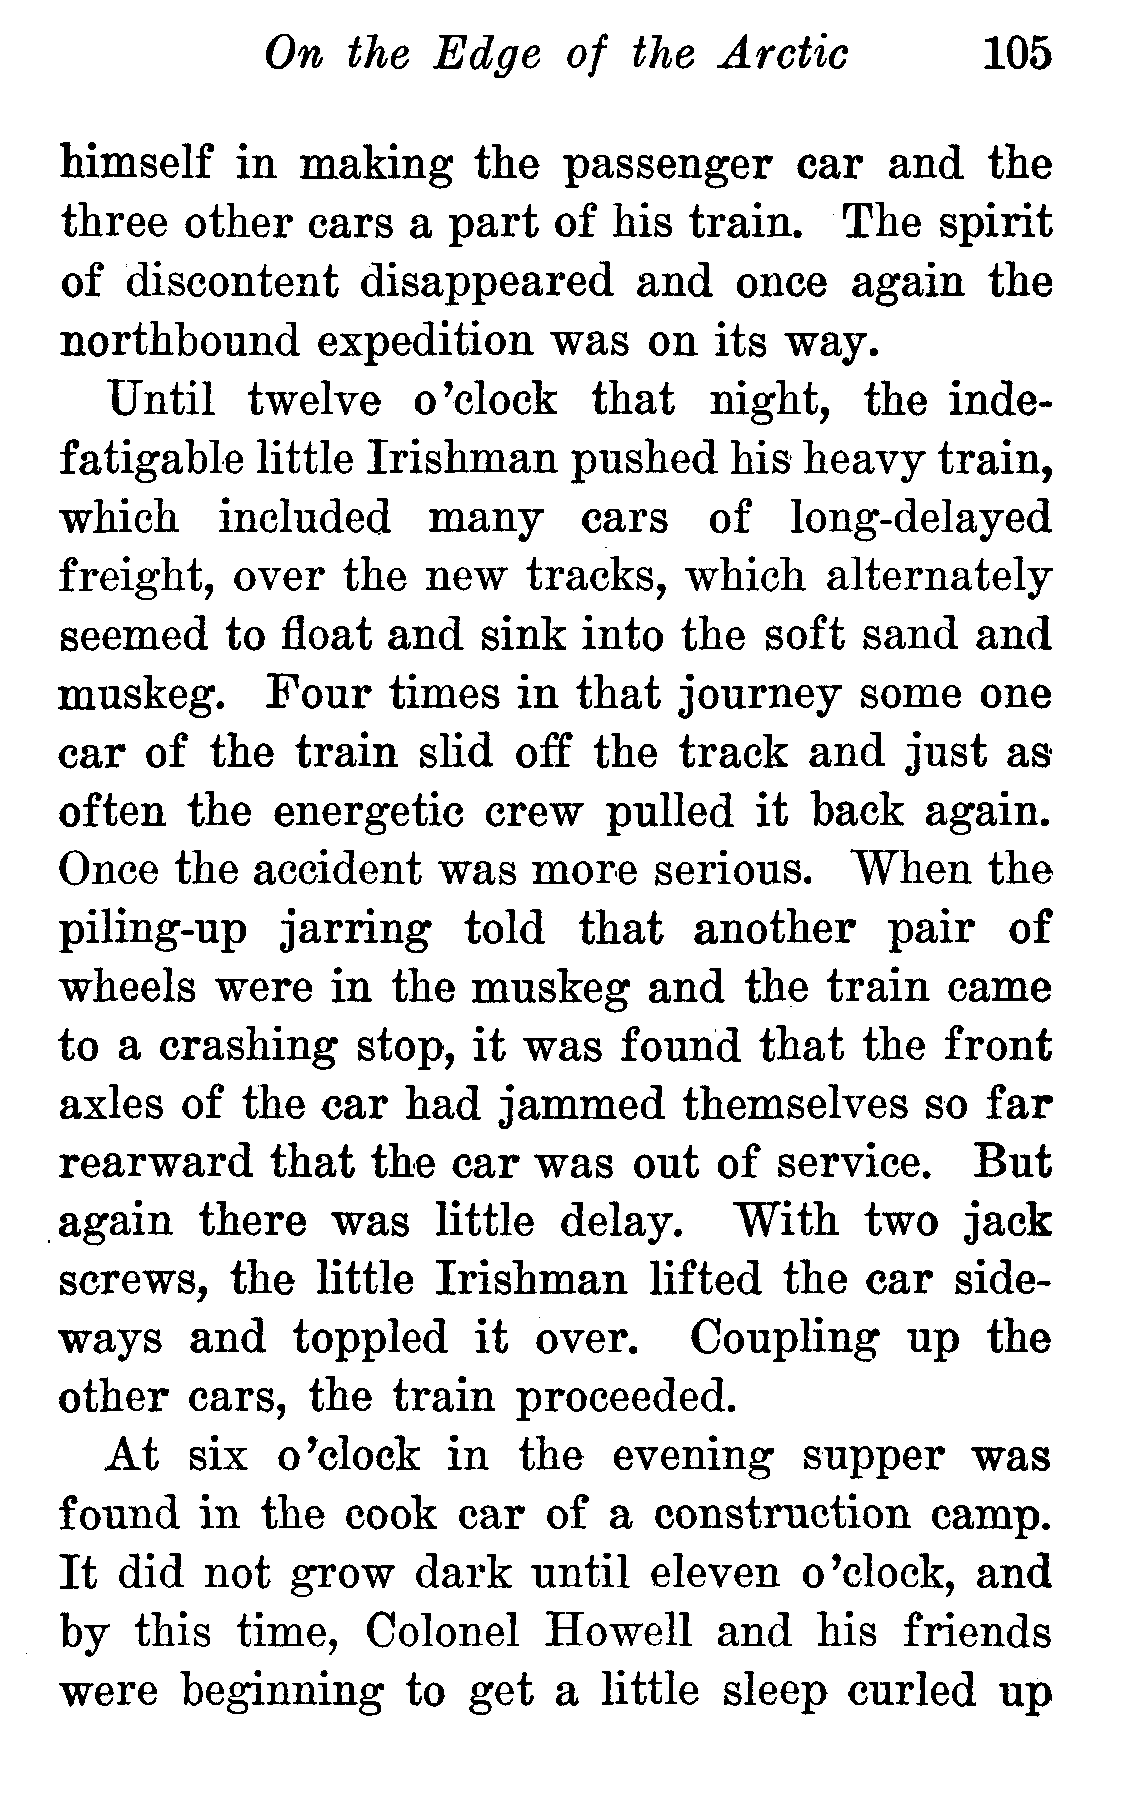 On the Edge of the Arctic 105
himself in making the passenger car and the
three other cars a part of his train. The spirit
of discontent disappeared and once again the
northbound expedition was on its way.
Until twelve o'clock that night, the inde-
fatigable little Irishman pushed his heavy train,
which included many cars of long-delayed
freight, over the new tracks, which alternately
seemed to float and sink into the soft sand and
muskeg. Four times in that journey some one
car of the train slid off the track and just as
often the energetic crew pulled it back again.
Once the accident was more serious. When the
piling-up jarring told that another pair of
wheels were in the muskeg and the train came
to a crashing stop, it was found that the front
axles of the car had jammed themselves so far
rearward that the car was out of service. But
again there was little delay. With two jack
screws, the little Irishman lifted the car side-
ways and toppled it over. Coupling up the
other cars, the train proceeded.
At six o'clock in the evening supper was
found in the cook car of a construction camp.
It did not grow dark until eleven o'clock, and
by this time, Colonel Howell and his friends
were beginning to get a little sleep curled up